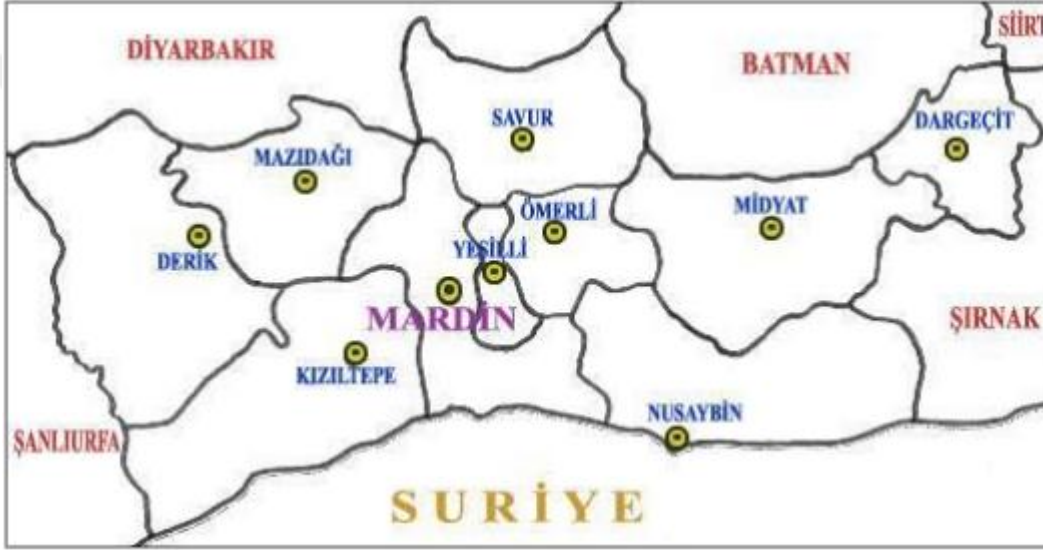 SİİRT
DİYARBAKIR
BATMAN
SAVUR
DARGEÇİT
MAZIDAĞI
MİDYAT
ÖMERLİ
YEŞİLLİ
DERİK
MARDİN
ŞIRNAK
KIZILTEPE
NUSAYBİN
ŞANLIURFA
SURİYE